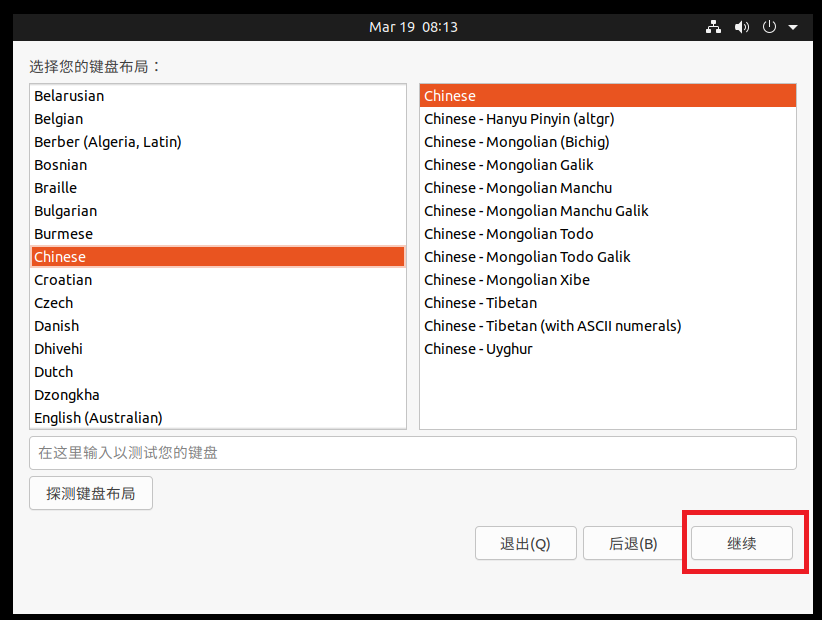 Mar 19 08:13
选择您的键盘布局：
Belarusian
Belgian
Berber (Algeria, Latin)
Bosnian
Braille
Bulgarian
Burmese
Chinese
Croatian
Czech
Danish
Dhivehi
Dutch
Dzongkha
English (Australian)
Chinese
Chinese - Hanyu Pinyin (altgr)
Chinese - Mongolian (Bichig)
Chinese - Mongolian Galik
Chinese - Mongolian Manchu
Chinese - Mongolian Manchu Galik
Chinese - Mongolian Todo
Chinese - Mongolian Todo Galik
Chinese - Mongolian Xibe
Chinese - Tibetan
Chinese - Tibetan (with ASCII numerals)
Chinese - Uyghur
在这里输入以测试您的键盘
探测键盘布局
退出(Q)
后退(B)
继续